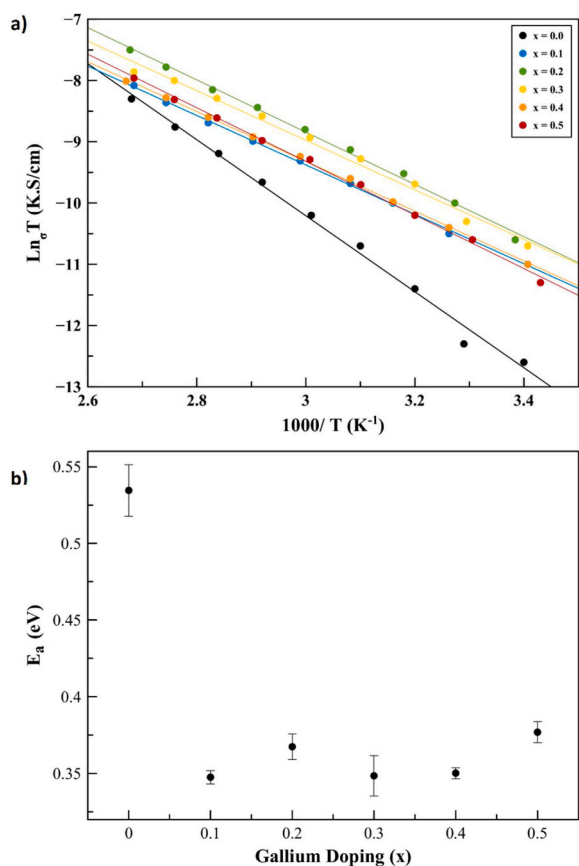 a)
−7
−8
−9
−10
−11
−12
−13
LnσT (K.S/cm)
x = 0.0
x = 0.1
x = 0.2
x = 0.3
x = 0.4
x = 0.5
2.6 2.8 3 3.2 3.4
1000/ T (K⁻¹)
b)
0.55
0.5
0.45
0.4
0.35
Eₐ (eV)
0 0.1 0.2 0.3 0.4 0.5
Gallium Doping (x)